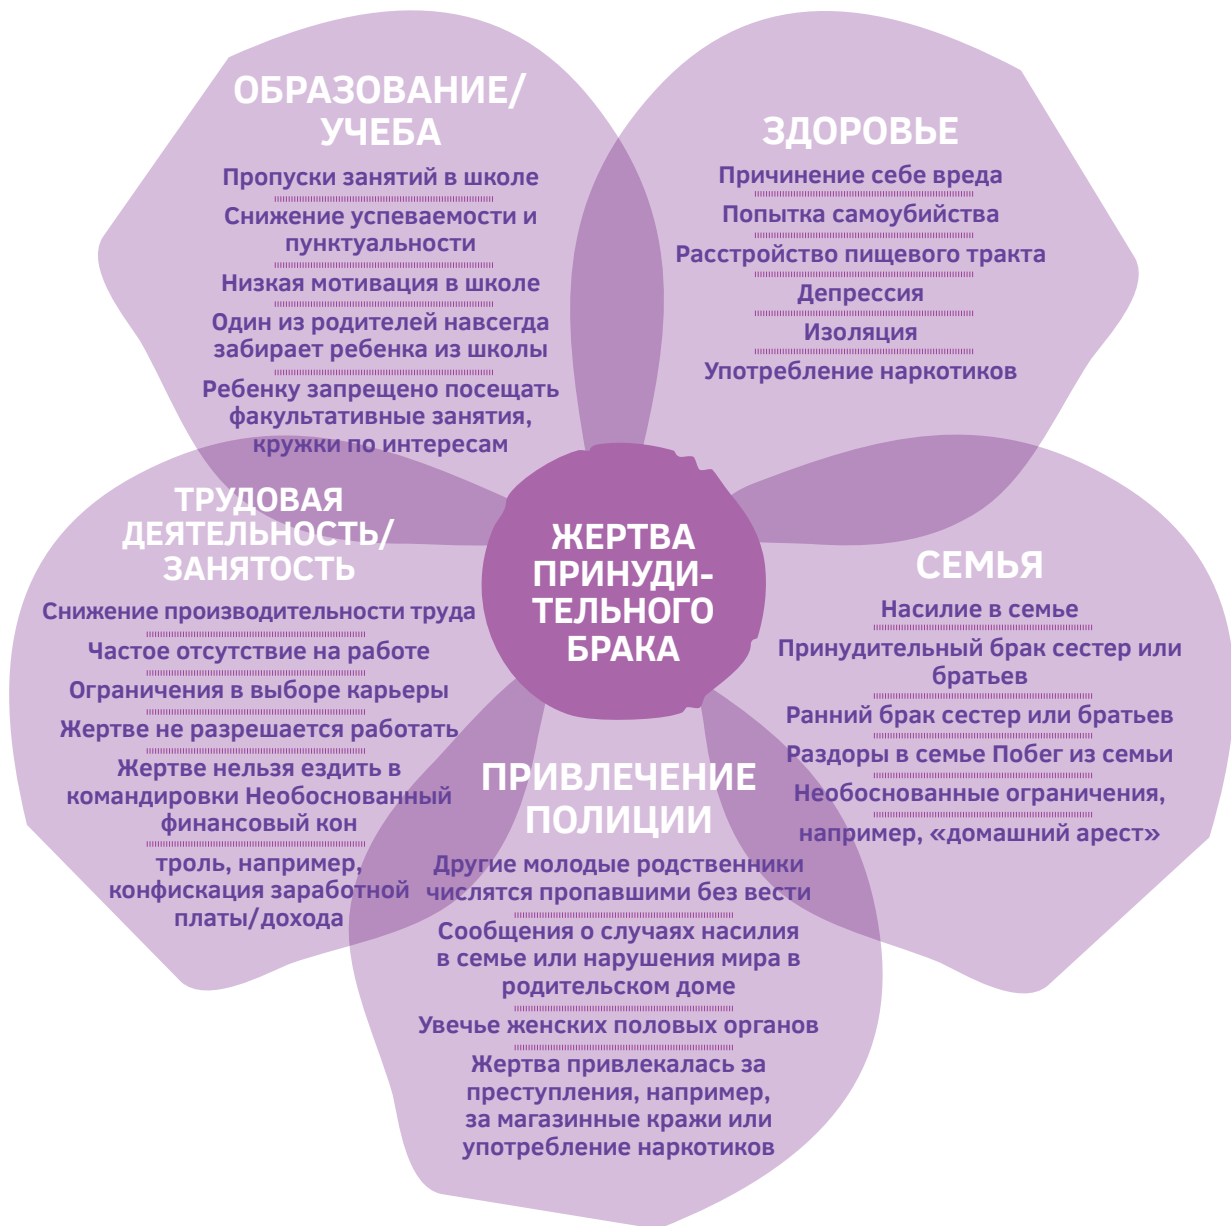 ОБРАЗОВАНИЕ/
УЧЕБА
Пропуски занятий в школе
Снижение успеваемости и
пунктуальности
Низкая мотивация в школе
Один из родителей навсегда
забирает ребенка из школы
Ребенку запрещено посещать
факультативные занятия,
кружки по интересам
ЗДОРОВЬЕ
Причинение себе вреда
Попытка самоубийства
Расстройство пищевого тракта
Депрессия
Изоляция
Употребление наркотиков
ТРУДОВАЯ
ДЕЯТЕЛЬНОСТЬ/
ЗАНЯТОСТЬ
Снижение производительности труда
Частое отсутствие на работе
Ограничения в выборе карьеры
Жертве не разрешается работать
Жертве нельзя ездить в
командировки Необоснованный
финансовый кон
троль, например,
конфискация заработной
платы/дохода
ЖЕРТВА
ПРИНУДИ-
ТЕЛЬНОГО
БРАКА
СЕМЬЯ
Насилие в семье
Принудительный брак сестер или
братьев
Ранний брак сестер или братьев
Раздоры в семье Побег из семьи
Необоснованные ограничения,
например, «домашний арест»
ПРИВЛЕЧЕНИЕ
ПОЛИЦИИ
Другие молодые родственники
числятся пропавшими без вести
Сообщения о случаях насилия
в семье или нарушения мира в
родительском доме
Увечье женских половых органов
Жертва привлекалась за
преступления, например,
за магазинные кражи или
употребление наркотиков